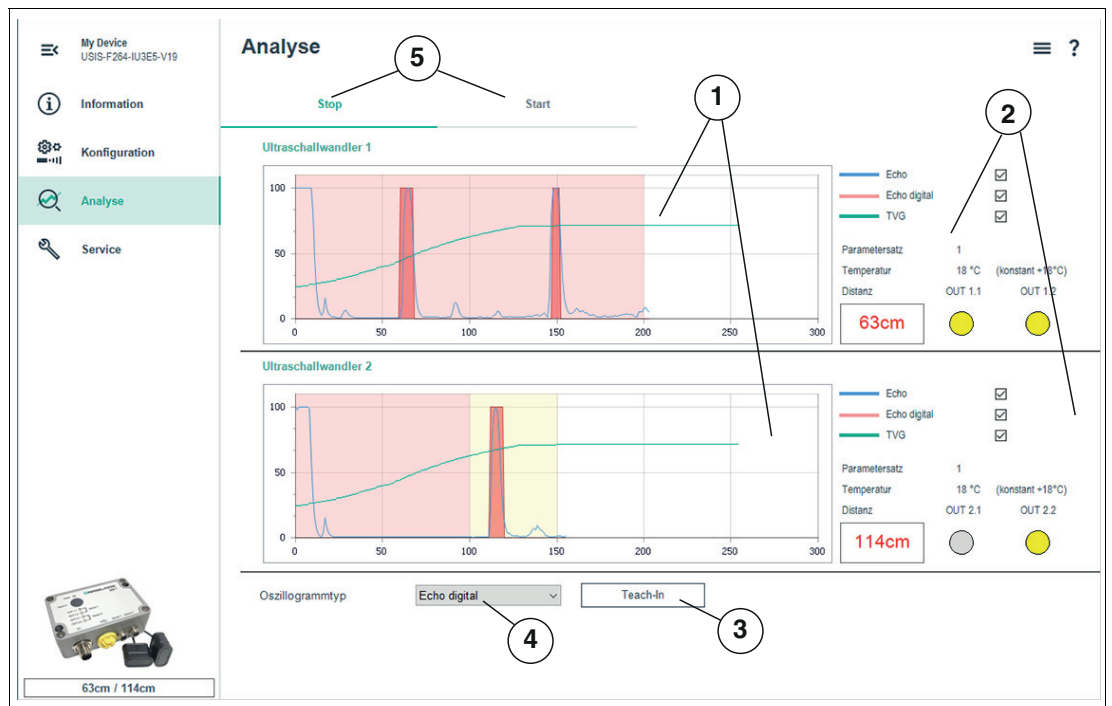 My Device
USIS-F264-IU3E5-V19
Analyse
?
5
1
2
Information
Konfiguration
Analyse
Service
Stop
Start
Ultraschallwandler 1
100
50
0
0 50 100 150 200 250 300
Echo
Echo digital
TVG
Parametersatz 1
Temperatur 18 °C (konstant +18°C)
Distanz OUT 1.1 OUT 1.2
63cm
Ultraschallwandler 2
100
50
0
0 50 100 150 200 250 300
Echo
Echo digital
TVG
Parametersatz 1
Temperatur 18 °C (konstant +18°C)
Distanz OUT 2.1 OUT 2.2
114cm
Oszillogrammtyp Echo digital Teach-In
4
3
63cm / 114cm